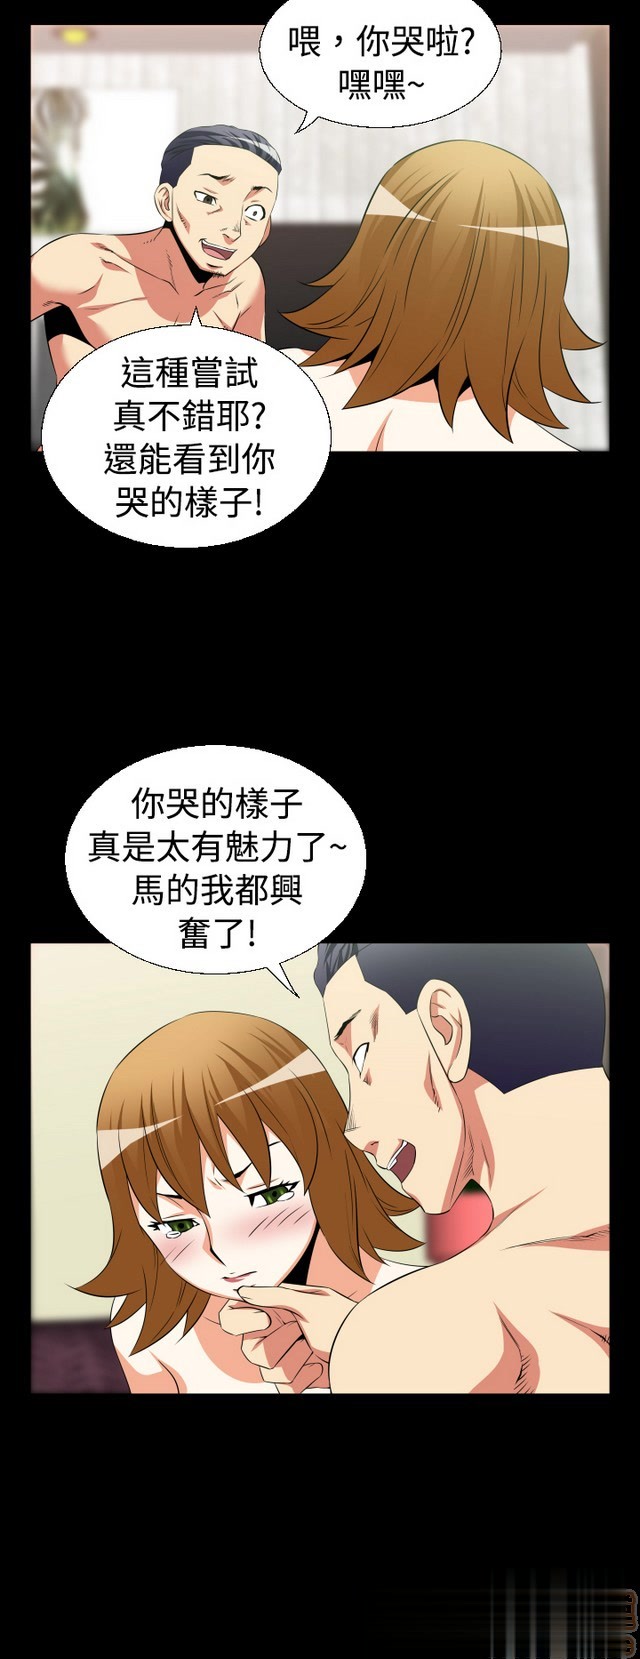 喂，你哭啦?
嘿嘿~
這種嘗試
真不錯耶?
還能看到你
哭的樣子!
你哭的樣子
真是太有魅力了~
馬的我都興
奮了!